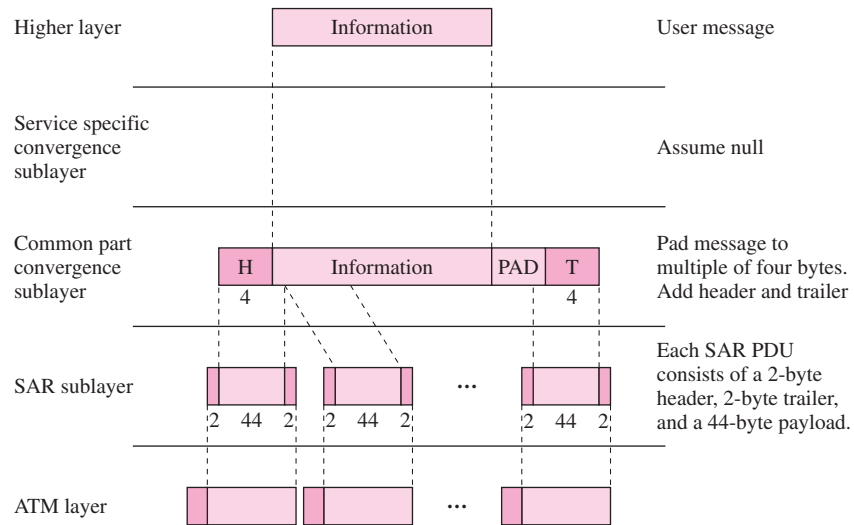 Higher layer
Information
User message
Service specific
convergence
sublayer
Assume null
Common part
convergence
sublayer
H
Information
PAD
T
4
4
Pad message to
multiple of four bytes.
Add header and trailer
SAR sublayer
...
Each SAR PDU
consists of a 2-byte
header, 2-byte trailer,
and a 44-byte payload.
2 44 2
2 44 2
2 44 2
ATM layer
...